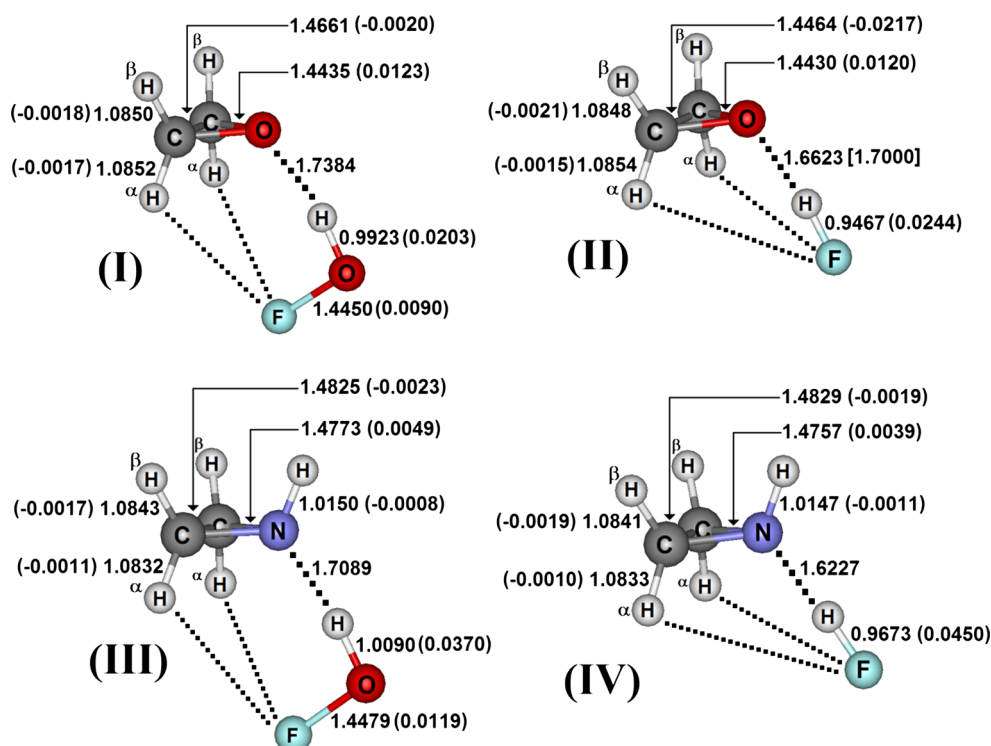 1.4661 (-0.0020)
β
H
1.4435 (0.0123)
β
H
(-0.0018) 1.0850
C
C
O
(-0.0017) 1.0852
H
α
1.7384
α
H
H
0.9923 (0.0203)
(I)
O
F
1.4450 (0.0090)
1.4464 (-0.0217)
β
H
1.4430 (0.0120)
β
H
(-0.0021) 1.0848
C
C
O
(-0.0015) 1.0854
α
H
1.6623 [1.7000]
α
H
H
0.9467 (0.0244)
(II)
F
1.4825 (-0.0023)
1.4773 (0.0049)
β
H
β
H
H
(-0.0017) 1.0843
1.0150 (-0.0008)
C
C
N
(-0.0011) 1.0832
α
H
1.7089
α
H
H
1.0090 (0.0370)
(III)
O
F
1.4479 (0.0119)
1.4829 (-0.0019)
1.4757 (0.0039)
β
H
H
β
H
1.0147 (-0.0011)
(-0.0019) 1.0841
C
C
N
(-0.0010) 1.0833
α
H
1.6227
α
H
H
0.9673 (0.0450)
(IV)
F